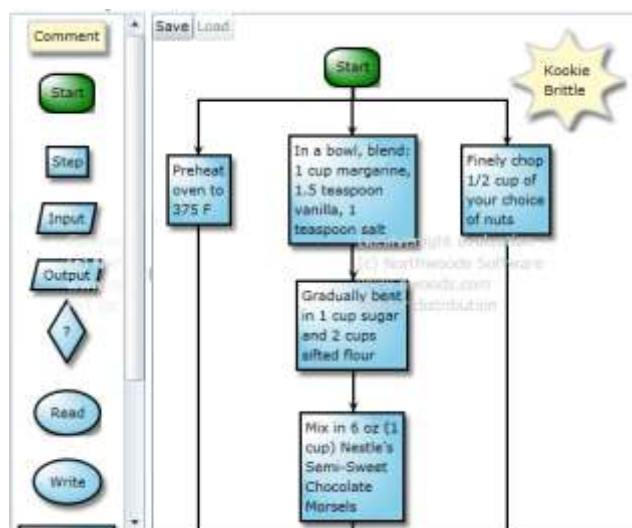 Comment
Start
Step
Input
Output
?
Read
Write
Save Load
Start
Kookie
Brittle
Preheat
oven to
375 F
In a bowl, blend:
1 cup margarine,
1.5 teaspoon
vanilla, 1
teaspoon salt
Finely chop
1/2 cup of
your choice
of nuts
(c) Northwoods Software
distribution
Gradually beat
in 1 cup sugar
and 2 cups
sifted flour
Mix in 6 oz (1
cup) Nestle's
Semi-Sweet
Chocolate
Morsels